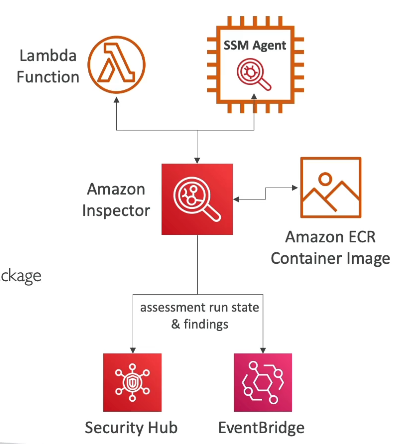 Lambda
Function
SSM Agent
Amazon
Inspector
Amazon ECR
Container Image
ckage
assessment run state
& findings
Security Hub
EventBridge